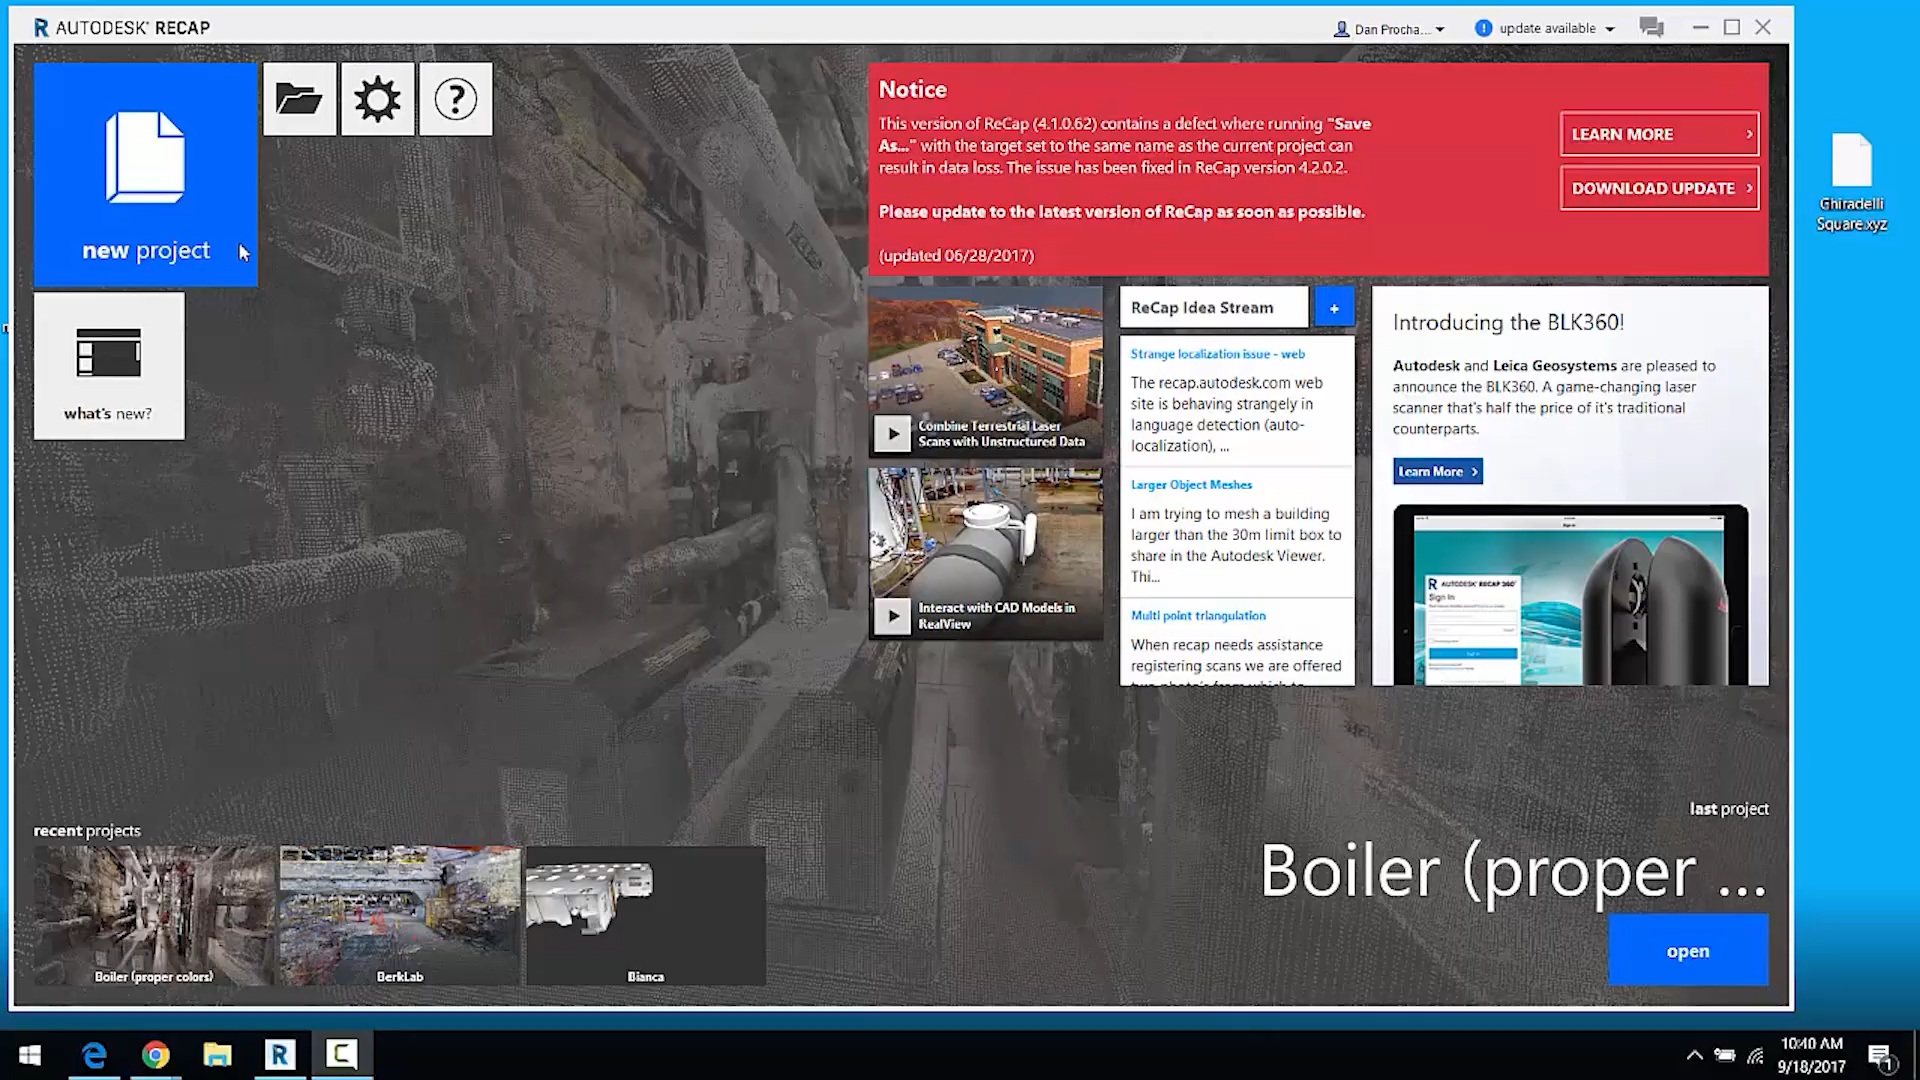 AUTODESK® RECAP
Dan Procha...
update available
new project
what's new?
Notice
This version of ReCap (4.1.0.62) contains a defect where running "Save
As..." with the target set to the same name as the current project can
result in data loss. The issue has been fixed in ReCap version 4.2.0.2.
Please update to the latest version of ReCap as soon as possible.
(updated 06/28/2017)
LEARN MORE
DOWNLOAD UPDATE
Ghiradelli
Square.xyz
Combine Terrestrial Laser
Scans with Unstructured Data
Interact with CAD Models in
RealView
ReCap Idea Stream
+
Strange localization issue - web
The recap.autodesk.com web
site is behaving strangely in
language detection (auto-
localization), ...
Larger Object Meshes
I am trying to mesh a building
larger than the 30m limit box to
share in the Autodesk Viewer.
Thi...
Multi point triangulation
When recap needs assistance
registering scans we are offered
Introducing the BLK360!
Autodesk and Leica Geosystems are pleased to
announce the BLK360. A game-changing laser
scanner that's half the price of it's traditional
counterparts.
Learn More
AUTODESK® RECAP 360™
Sign In
recent projects
Boiler (proper colors)
BerkLab
Bianca
last project
Boiler (proper ...
open
10:40 AM
9/18/2017
1